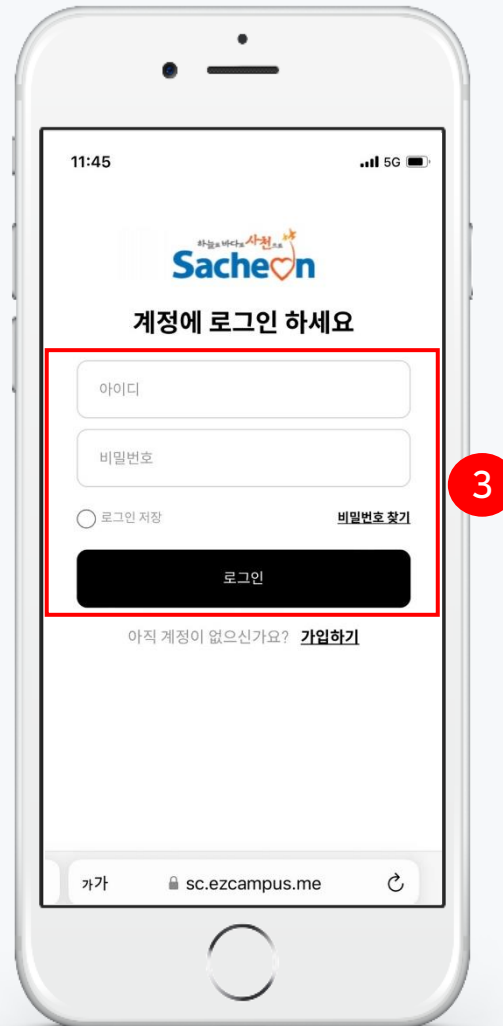 11:45 5G
하늘로 바다로 사천으로
Sacheon
계정에 로그인 하세요
아이디
비밀번호
3
로그인 저장 비밀번호 찾기
로그인
아직 계정이 없으신가요? 가입하기
가가 sc.ezcampus.me